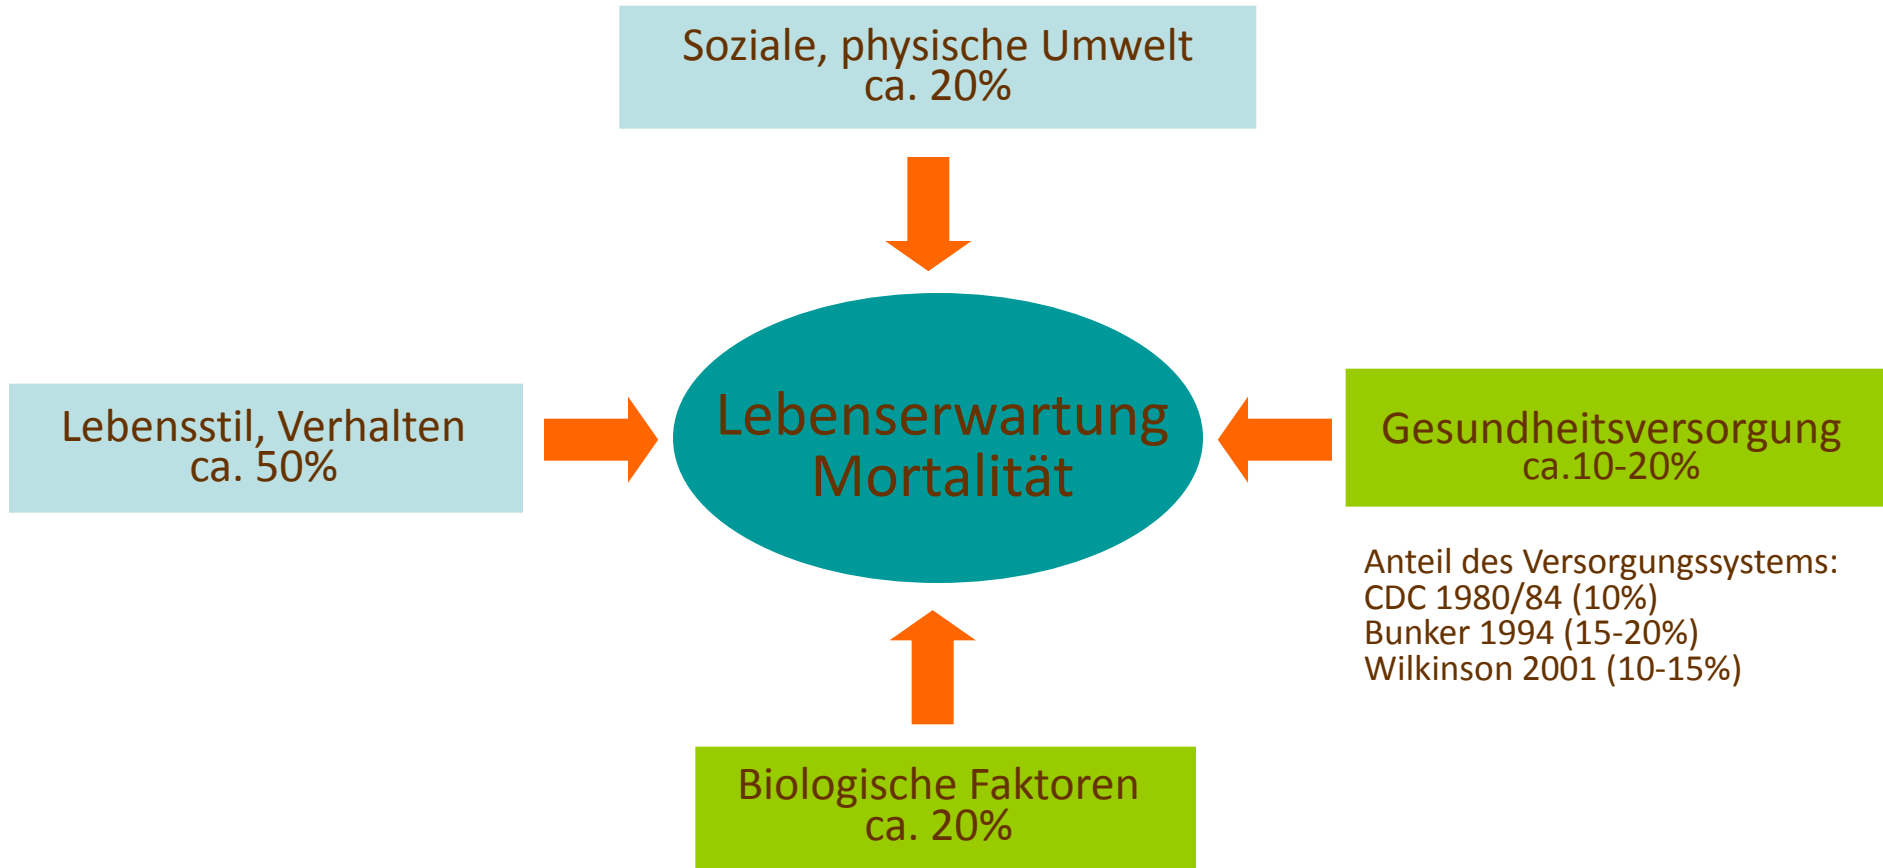 Soziale, physische Umwelt
ca. 20%
Lebensstil, Verhalten
ca. 50%
Lebenserwartung
Mortalität
Gesundheitsversorgung
ca.10-20%
Anteil des Versorgungssystems:
CDC 1980/84 (10%)
Bunker 1994 (15-20%)
Wilkinson 2001 (10-15%)
Biologische Faktoren
ca. 20%